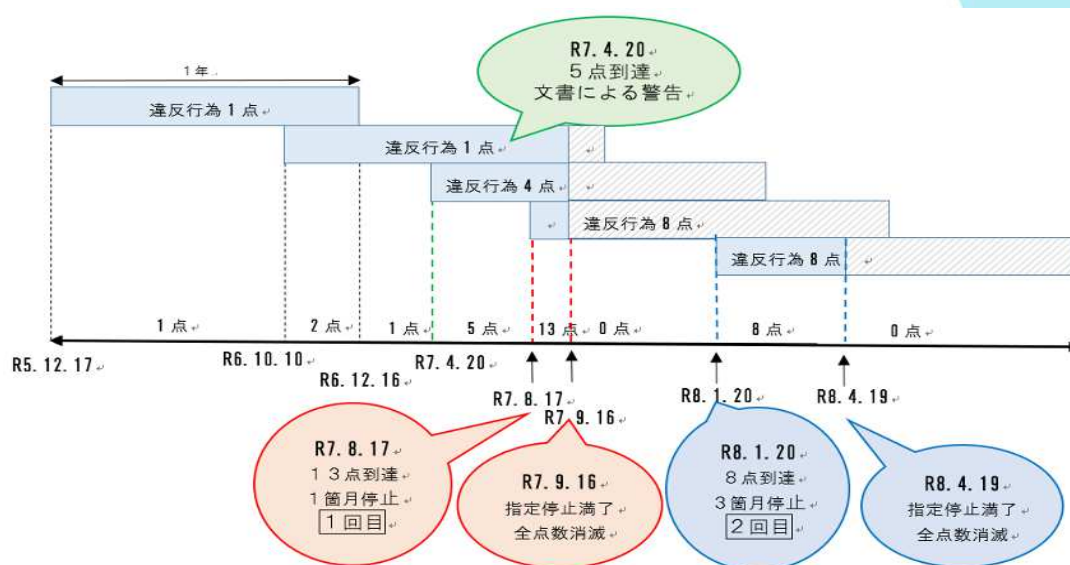 R7.4.20
5点到達
文書による警告
1年
違反行為1点
違反行為1点
違反行為4点
違反行為8点
違反行為8点
1点
2点
1点
5点
13点
0点
8点
0点
R5.12.17
R6.10.10
R6.12.16
R7.4.20
R7.8.17
R7.9.16
R8.1.20
R8.4.19
R7.8.17
13点到達
1箇月停止
1回目
R7.9.16
指定停止満了
全点数消滅
R8.1.20
8点到達
3箇月停止
2回目
R8.4.19
指定停止満了
全点数消滅